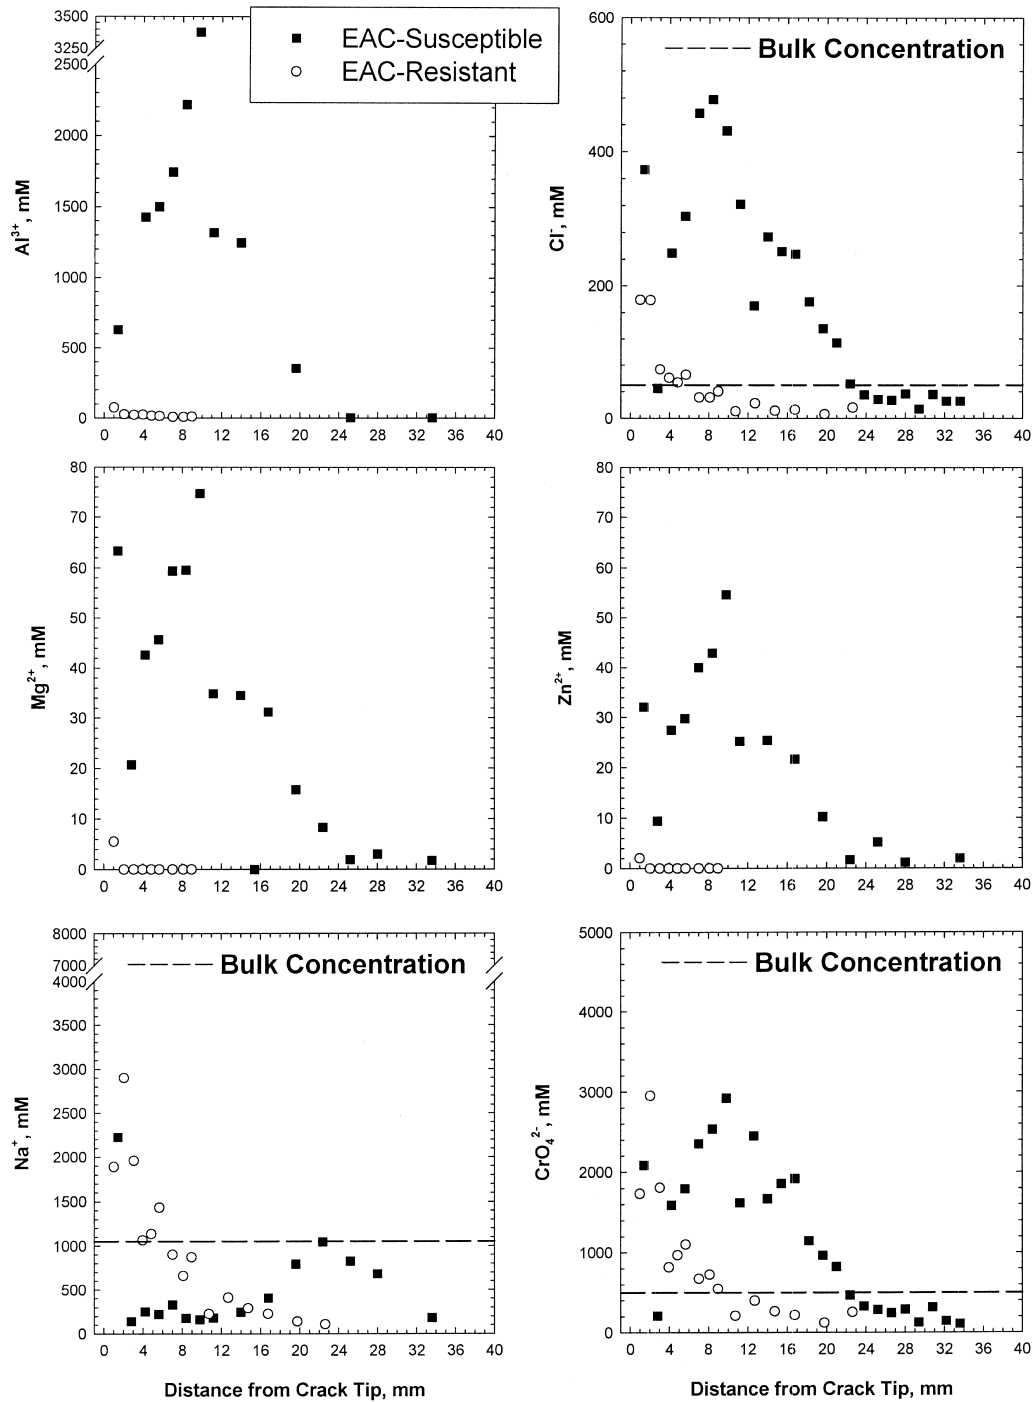 EAC-Susceptible
EAC-Resistant
3500
3250
2500
2000
1500
1000
500
0
Al3+, mM
0 4 8 12 16 20 24 28 32 36 40
Bulk Concentration
600
400
200
0
Cl-, mM
0 4 8 12 16 20 24 28 32 36 40
80
70
60
50
40
30
20
10
0
Mg2+, mM
0 4 8 12 16 20 24 28 32 36 40
80
70
60
50
40
30
20
10
0
Zn2+, mM
0 4 8 12 16 20 24 28 32 36 40
Bulk Concentration
8000
7000
4000
3500
3000
2500
2000
1500
1000
500
0
Na+, mM
0 4 8 12 16 20 24 28 32 36 40
Distance from Crack Tip, mm
Bulk Concentration
5000
4000
3000
2000
1000
0
CrO42-, mM
0 4 8 12 16 20 24 28 32 36 40
Distance from Crack Tip, mm